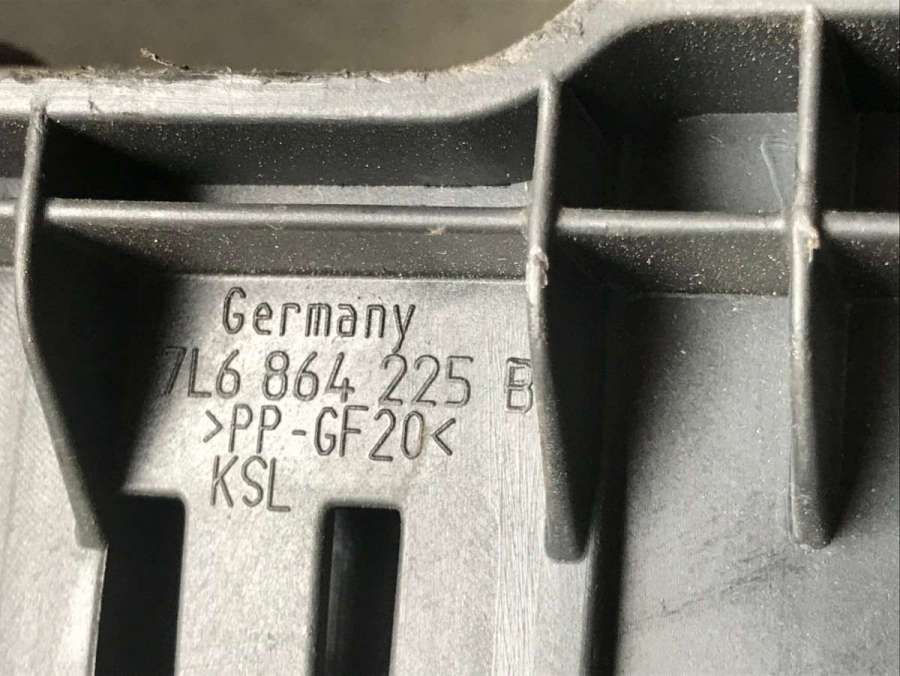 Germany
7L6 864 225 B
>PP-GF20<
KSL